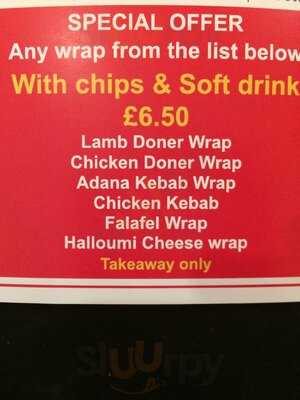 SPECIAL OFFER
Any wrap from the list below
With chips & Soft drink
£6.50
Lamb Doner Wrap
Chicken Doner Wrap
Adana Kebab Wrap
Chicken Kebab
Falafel Wrap
Halloumi Cheese wrap
Takeaway only
sluurpy